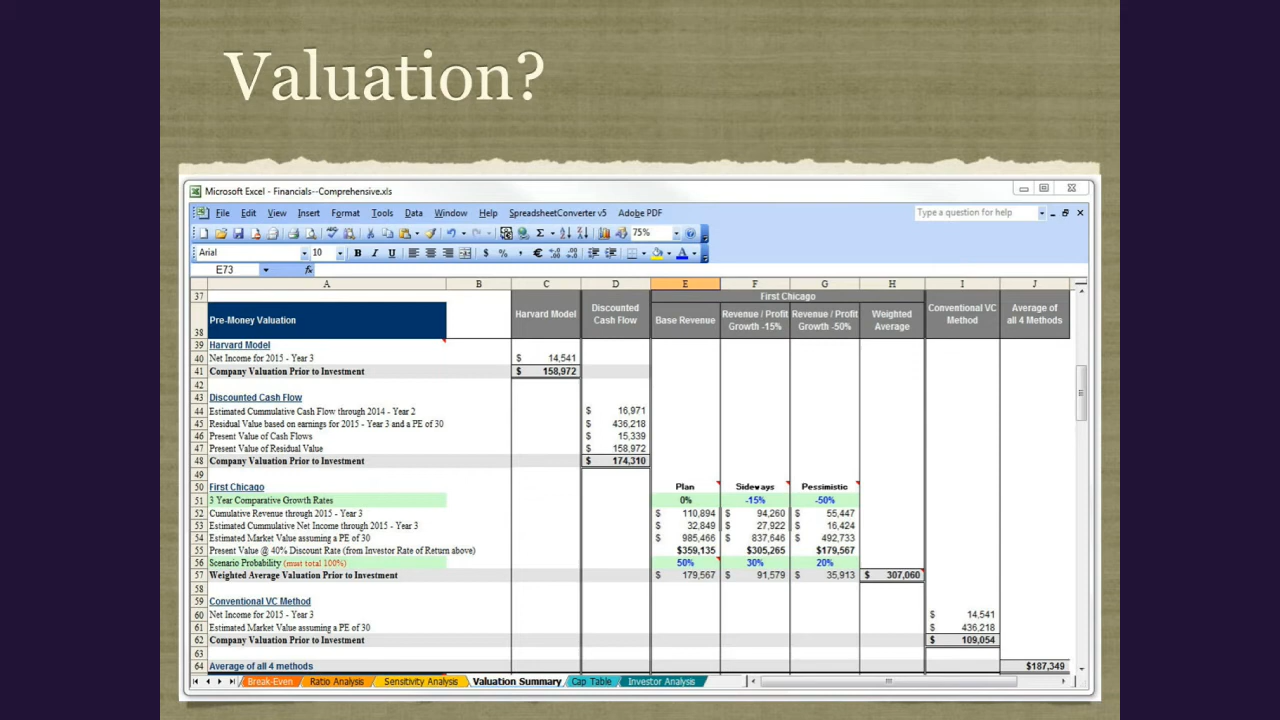 Valuation?
Microsoft Excel - Financials--Comprehensive.xls
File Edit View Insert Format Tools Data Window Help SpreadsheetConverter v5 Adobe PDF Type a question for help
75%
Arial 10 B I U $ % , €
E73 fx
A B C D E F G H I J
37 First Chicago
38 Pre-Money Valuation Harvard Model Discounted Cash Flow Base Revenue Revenue / Profit Growth -15% Revenue / Profit Growth -50% Weighted Average Conventional VC Method Average of all 4 Methods
39 Harvard Model
40 Net Income for 2015 - Year 3 $ 14,541
41 Company Valuation Prior to Investment $ 158,972
42
43 Discounted Cash Flow
44 Estimated Cummulative Cash Flow through 2014 - Year 2 $ 16,971
45 Residual Value based on earnings for 2015 - Year 3 and a PE of 30 $ 436,218
46 Present Value of Cash Flows $ 15,339
47 Present Value of Residual Value $ 158,972
48 Company Valuation Prior to Investment $ 174,310
49
50 First Chicago Plan Sideways Pessimistic
51 3 Year Comparative Growth Rates 0% -15% -50%
52 Cumulative Revenue through 2015 - Year 3 $ 110,894 $ 94,260 $ 55,447
53 Estimated Cummulative Net Income through 2015 - Year 3 $ 32,849 $ 27,922 $ 16,424
54 Estimated Market Value assuming a PE of 30 $ 985,466 $ 837,646 $ 492,733
55 Present Value @ 40% Discount Rate (from Investor Rate of Return above) $359,135 $305,265 $179,567
56 Scenario Probability (must total 100%) 50% 30% 20%
57 Weighted Average Valuation Prior to Investment $ 179,567 $ 91,579 $ 35,913 $ 307,060
58
59 Conventional VC Method
60 Net Income for 2015 - Year 3 $ 14,541
61 Estimated Market Value assuming a PE of 30 $ 436,218
62 Company Valuation Prior to Investment $ 109,054
63
64 Average of all 4 methods $187,349
Break-Even Ratio Analysis Sensitivity Analysis Valuation Summary Cap Table Investor Analysis